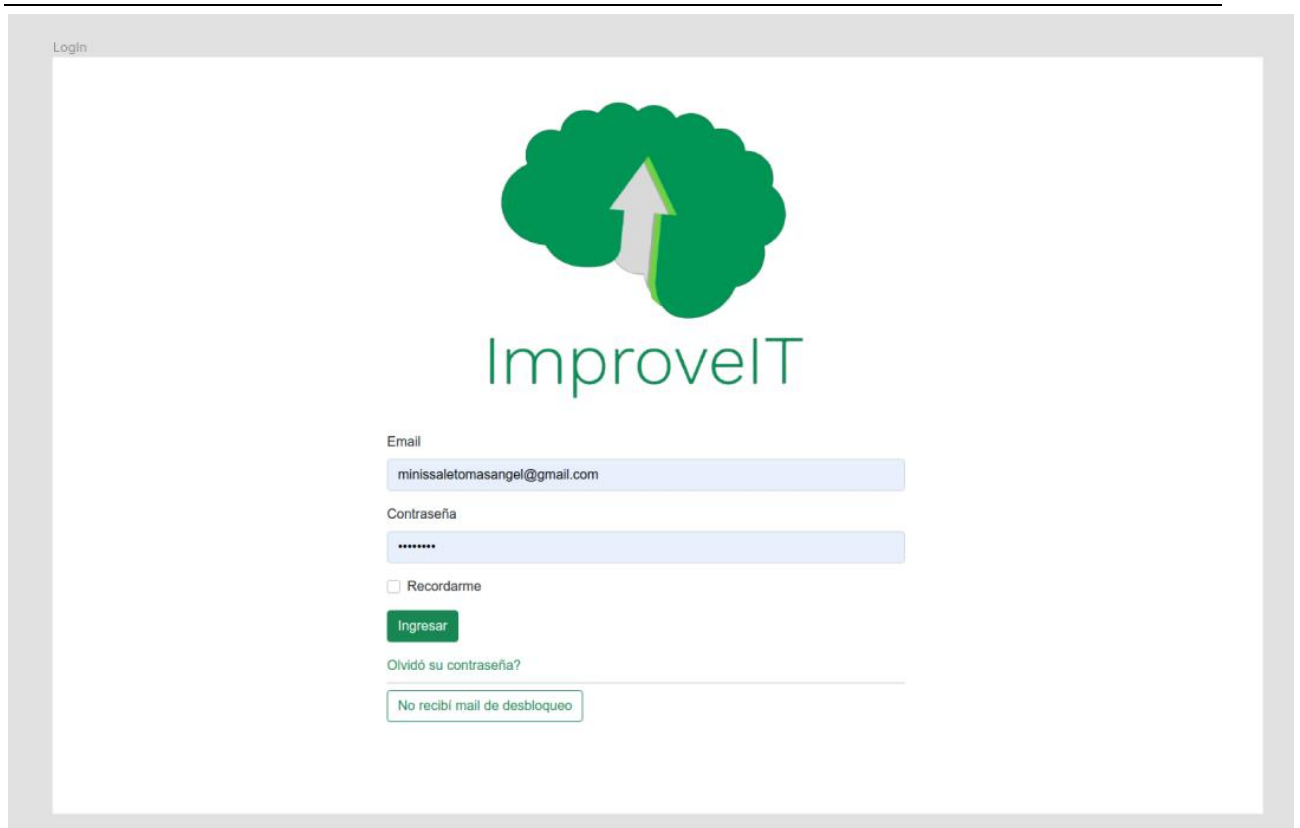 Login
ImproveIT
Email
minissaletomasangel@gmail.com
Contraseña
••••••••
Recordarme
Ingresar
Olvidó su contraseña?
No recibí mail de desbloqueo